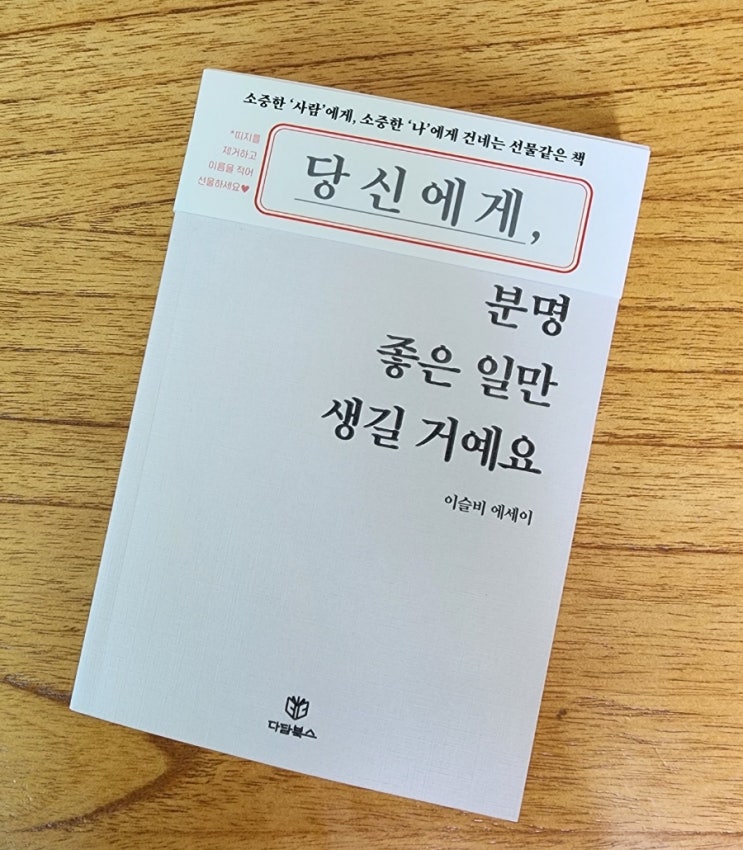 소중한 ‘사람’에게, 소중한 ‘나’에게 건네는 선물같은 책
*띠지를
제거하고
이름을 적어
선물하세요♥
당신에게,
분명
좋은 일만
생길 거예요
이슬비 에세이
다담북스